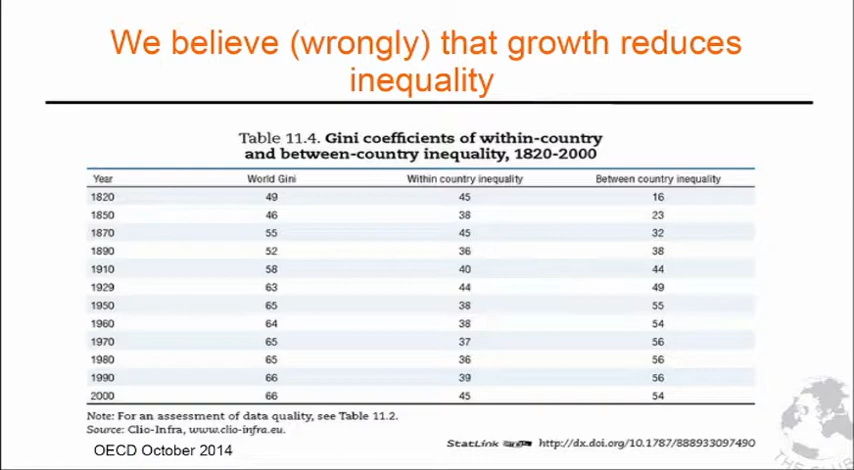 We believe (wrongly) that growth reduces
inequality
Table 11.4. Gini coefficients of within-country
and between-country inequality, 1820-2000
Year World Gini Within country inequality Between country inequality
1820 49 45 16
1850 46 38 23
1870 55 45 32
1890 52 36 38
1910 58 40 44
1929 63 44 49
1950 65 38 55
1960 64 38 54
1970 65 37 56
1980 65 36 56
1990 66 39 56
2000 66 45 54
Note: For an assessment of data quality, see Table 11.2.
Source: Clio-Infra, www.clio-infra.eu.
OECD October 2014
StatLink http://dx.doi.org/10.1787/888933097490
THE CLUB